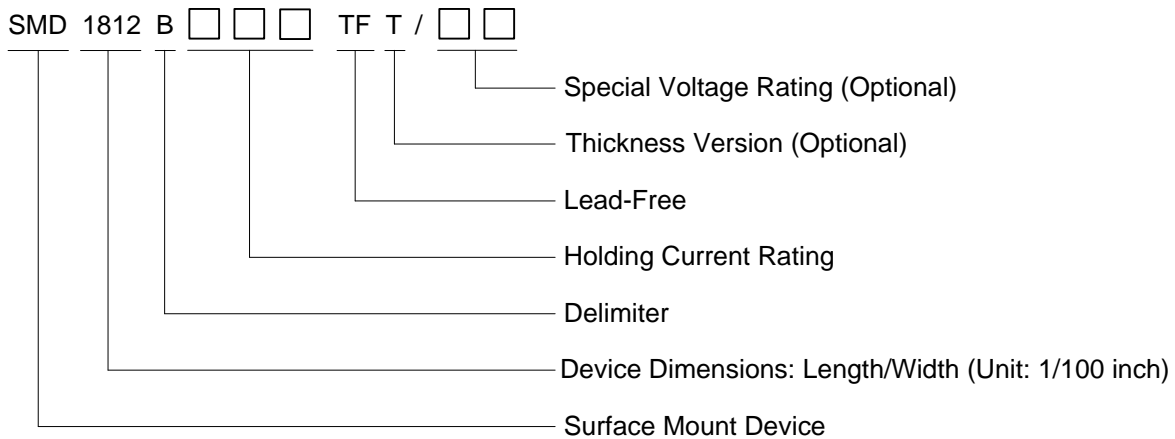 SMD 1812 B □ □ □ TF T / □ □
Special Voltage Rating (Optional)
Thickness Version (Optional)
Lead-Free
Holding Current Rating
Delimiter
Device Dimensions: Length/Width (Unit: 1/100 inch)
Surface Mount Device